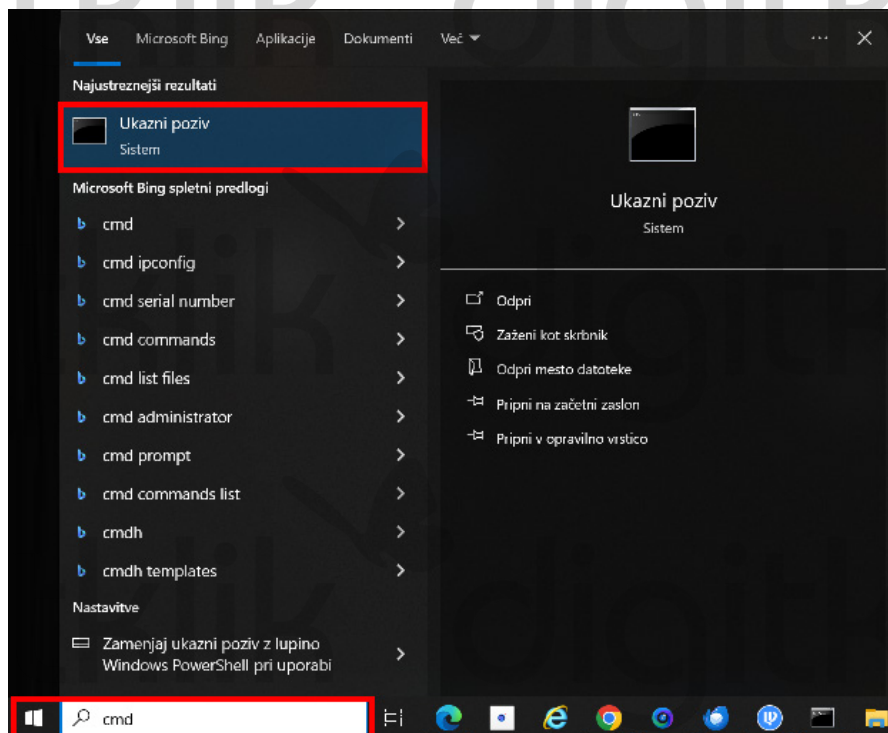 Vse Microsoft Bing Aplikacije Dokumenti Več
Najustreznejši rezultati
Ukazni poziv
Sistem
Microsoft Bing spletni predlogi
cmd
cmd ipconfig
cmd serial number
cmd commands
cmd list files
cmd administrator
cmd prompt
cmd commands list
cmdh
cmdh templates
Nastavitve
Zamenjaj ukazni poziv z lupino
Windows PowerShell pri uporabi
Ukazni poziv
Sistem
Odpri
Zaženi kot skrbnik
Odpri mesto datoteke
Pripni na začetni zaslon
Pripni v opravilno vrstico
cmd